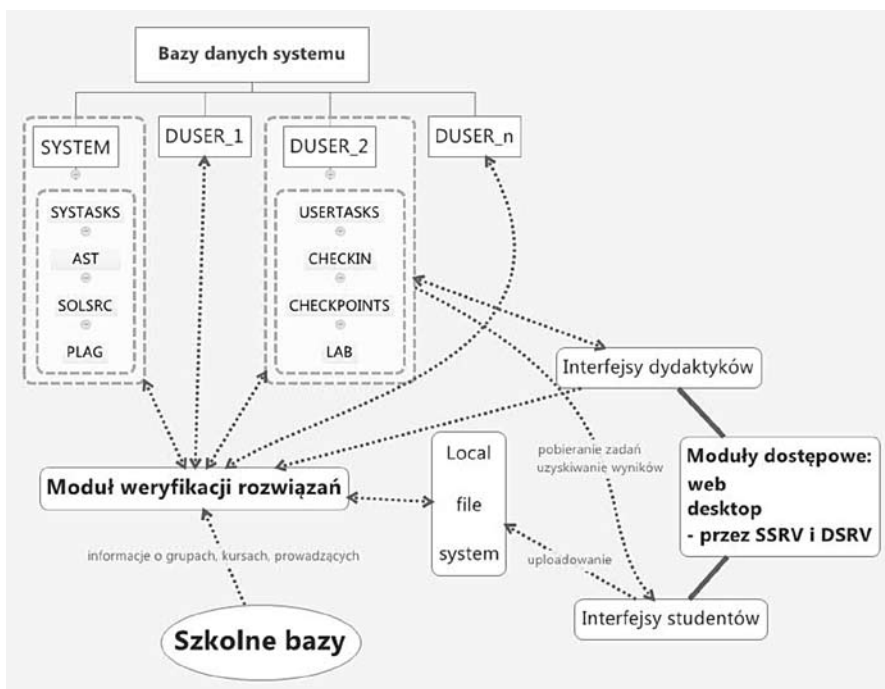 Bazy danych systemu
SYSTEM
DUSER_1
DUSER_2
DUSER_n
SYSTASKS
AST
SOLSRC
PLAG
USERTASKS
CHECKIN
CHECKPOINTS
LAB
Interfejsy dydaktyków
pobieranie zadań
uzyskiwanie wyników
Moduły dostępowe:
web
desktop
- przez SSRV i DSRV
Local
file
system
Moduł weryfikacji rozwiązań
informacje o grupach, kursach, prowadzących
uploadowanie
Interfejsy studentów
Szkolne bazy